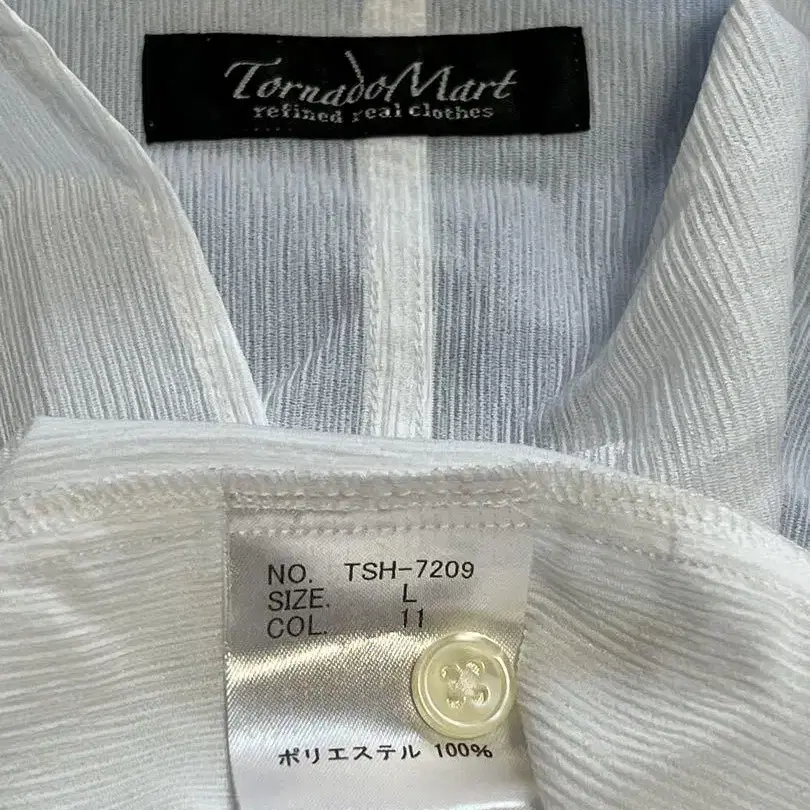 TornadoMart
refined real clothes
NO. TSH-7209
SIZE. L
COL. 11
ポリエステル 100%